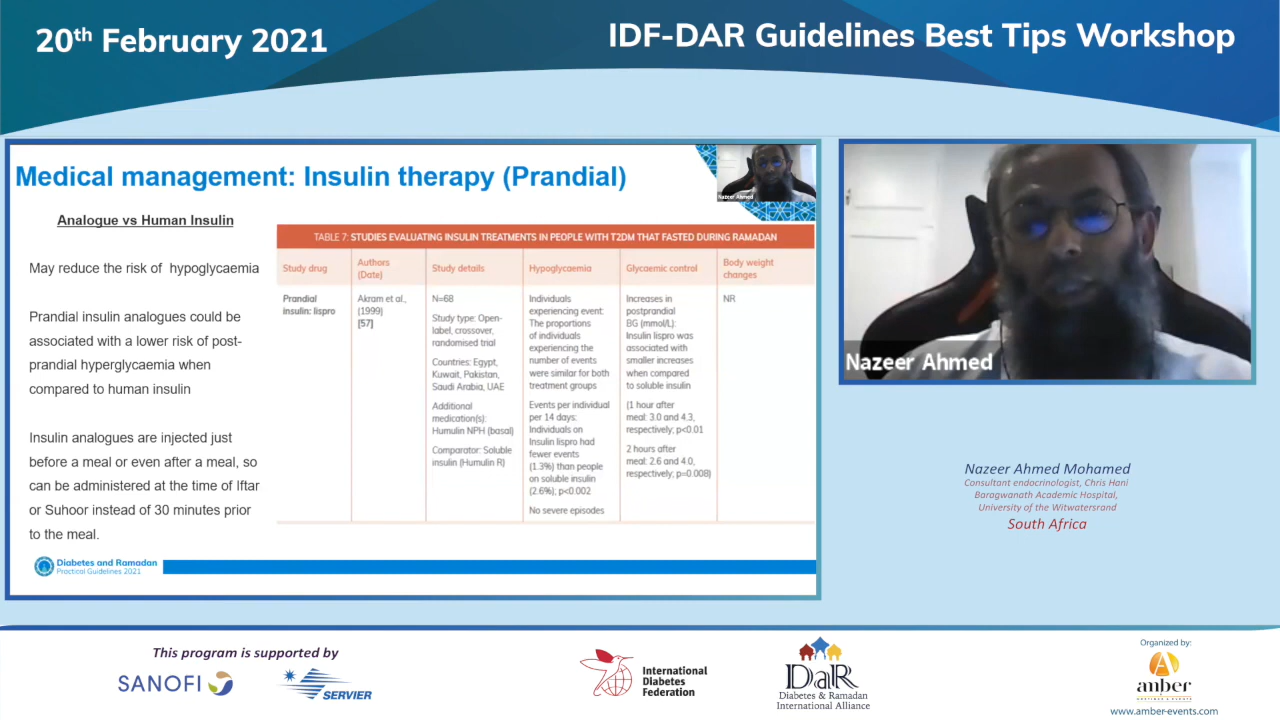 20th February 2021
IDF-DAR Guidelines Best Tips Workshop
Medical management: Insulin therapy (Prandial)
Nazeer Ahmed
Analogue vs Human Insulin
May reduce the risk of hypoglycaemia
Prandial insulin analogues could be
associated with a lower risk of post-
prandial hyperglycaemia when
compared to human insulin
Insulin analogues are injected just
before a meal or even after a meal, so
can be administered at the time of Iftar
or Suhoor instead of 30 minutes prior
to the meal.
TABLE 7: STUDIES EVALUATING INSULIN TREATMENTS IN PEOPLE WITH T2DM THAT FASTED DURING RAMADAN
Study drug
Authors
(Date)
Study details
Hypoglycaemia
Glycaemic control
Body weight
changes
Prandial
insulin: lispro
Akram et al.,
(1999)
[57]
N=68
Study type: Open-
label, crossover,
randomised trial
Countries: Egypt,
Kuwait, Pakistan,
Saudi Arabia, UAE
Additional
medication(s):
Humulin NPH (basal)
Comparator: Soluble
insulin (Humulin R)
Individuals
experiencing event:
The proportions
of individuals
experiencing the
number of events
were similar for both
treatment groups
Events per individual
per 14 days:
Individuals on
Insulin lispro had
fewer events
(1.3%) than people
on soluble insulin
(2.6%); p<0.002
No severe episodes
Increases in
postprandial
BG (mmol/L):
Insulin lispro was
associated with
smaller increases
when compared
to soluble insulin
(1 hour after
meal: 3.0 and 4.3,
respectively; p<0.01
2 hours after
meal: 2.6 and 4.0,
respectively; p=0.008)
NR
Diabetes and Ramadan
Practical Guidelines 2021
Nazeer Ahmed
Nazeer Ahmed Mohamed
Consultant endocrinologist, Chris Hani
Baragwanath Academic Hospital,
University of the Witwatersrand
South Africa
This program is supported by
SANOFI
SERVIER
International
Diabetes
Federation
DaR
Diabetes & Ramadan
International Alliance
Organized by:
anber
www.amber-events.com